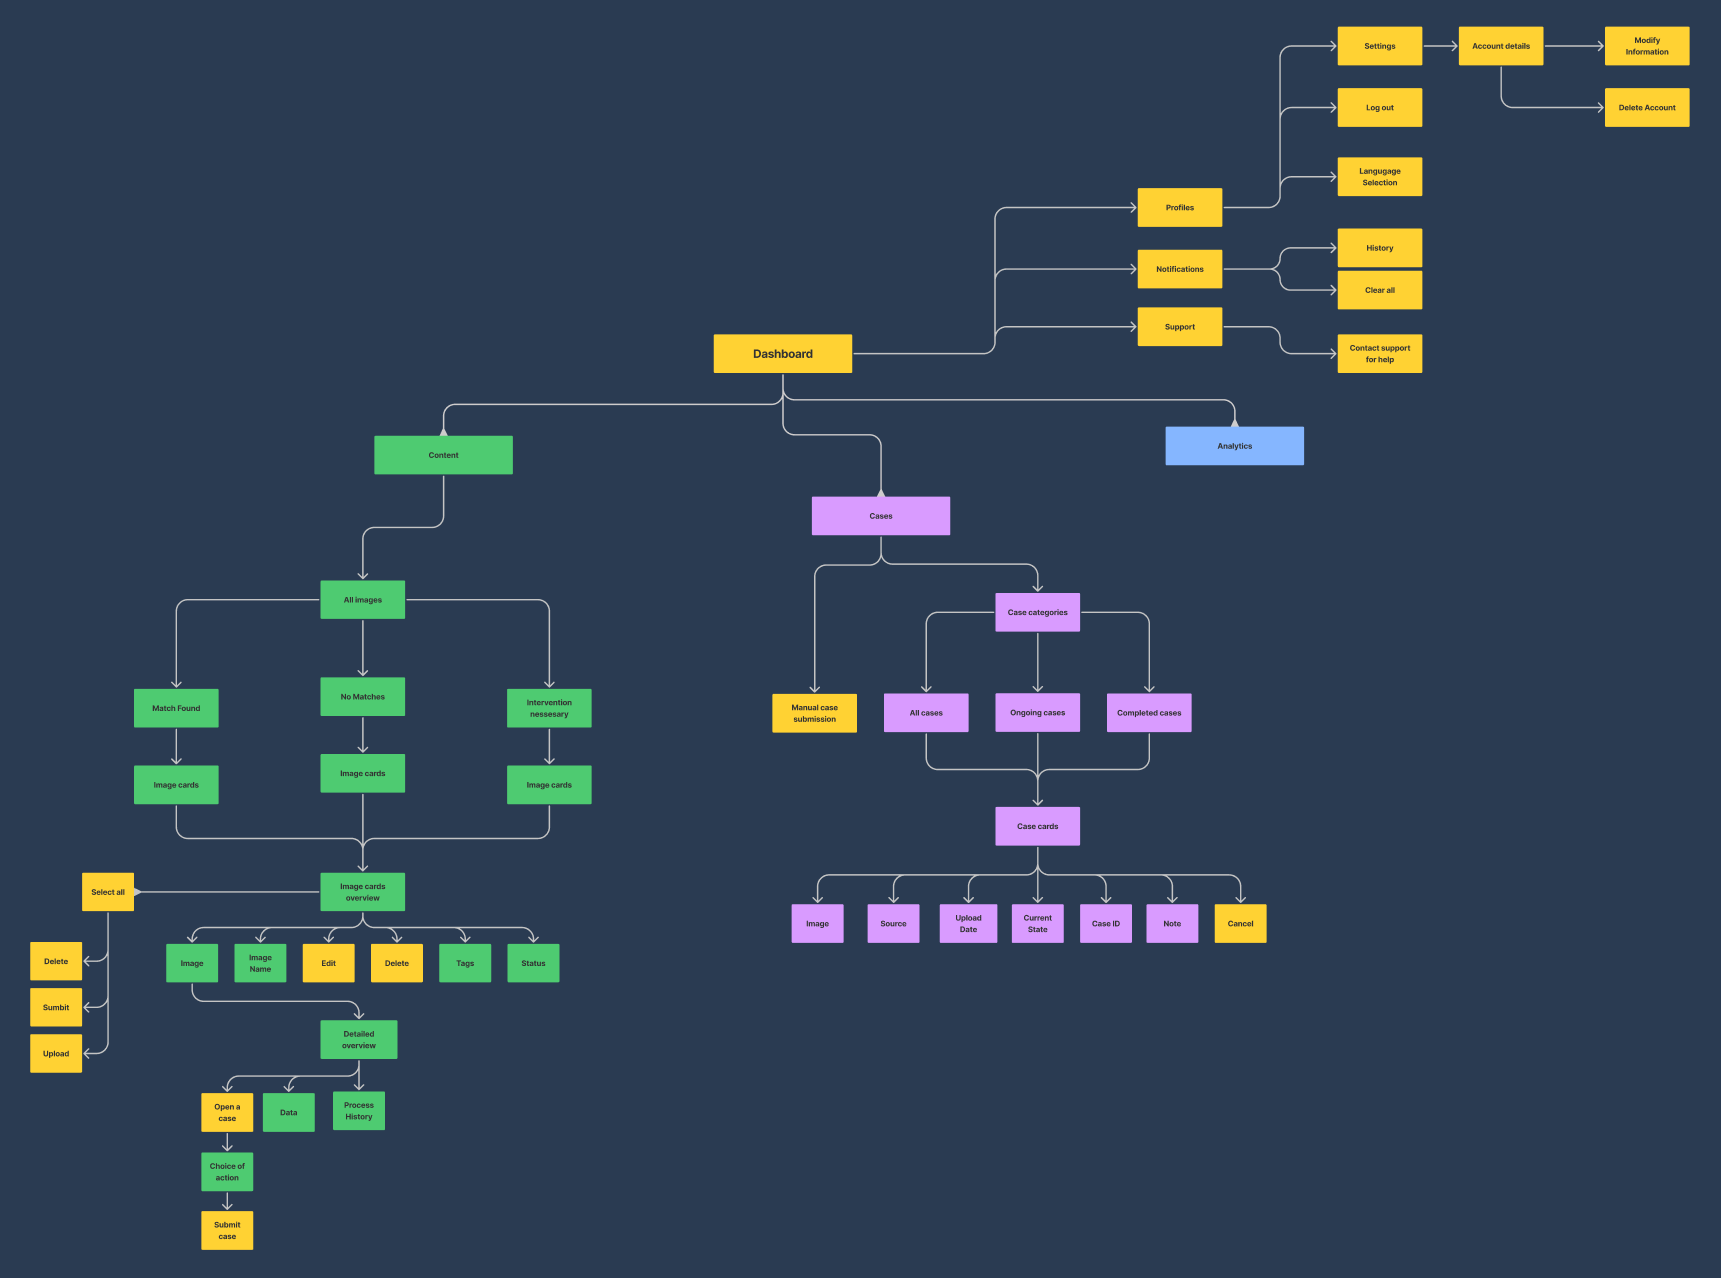 Settings
Account details
Modify
Information
Log out
Delete Account
Langugage
Selection
Profiles
History
Notifications
Clear all
Support
Contact support
for help
Dashboard
Content
Analytics
Cases
All images
Case categories
Match Found
No Matches
Intervention
nessesary
Manual case
submission
All cases
Ongoing cases
Completed cases
Image cards
Image cards
Image cards
Case cards
Select all
Image cards
overview
Image
Source
Upload
Date
Current
State
Case ID
Note
Cancel
Delete
Image
Image
Name
Edit
Delete
Tags
Status
Sumbit
Upload
Detailed
overview
Open a
case
Data
Process
History
Choice of
action
Submit
case